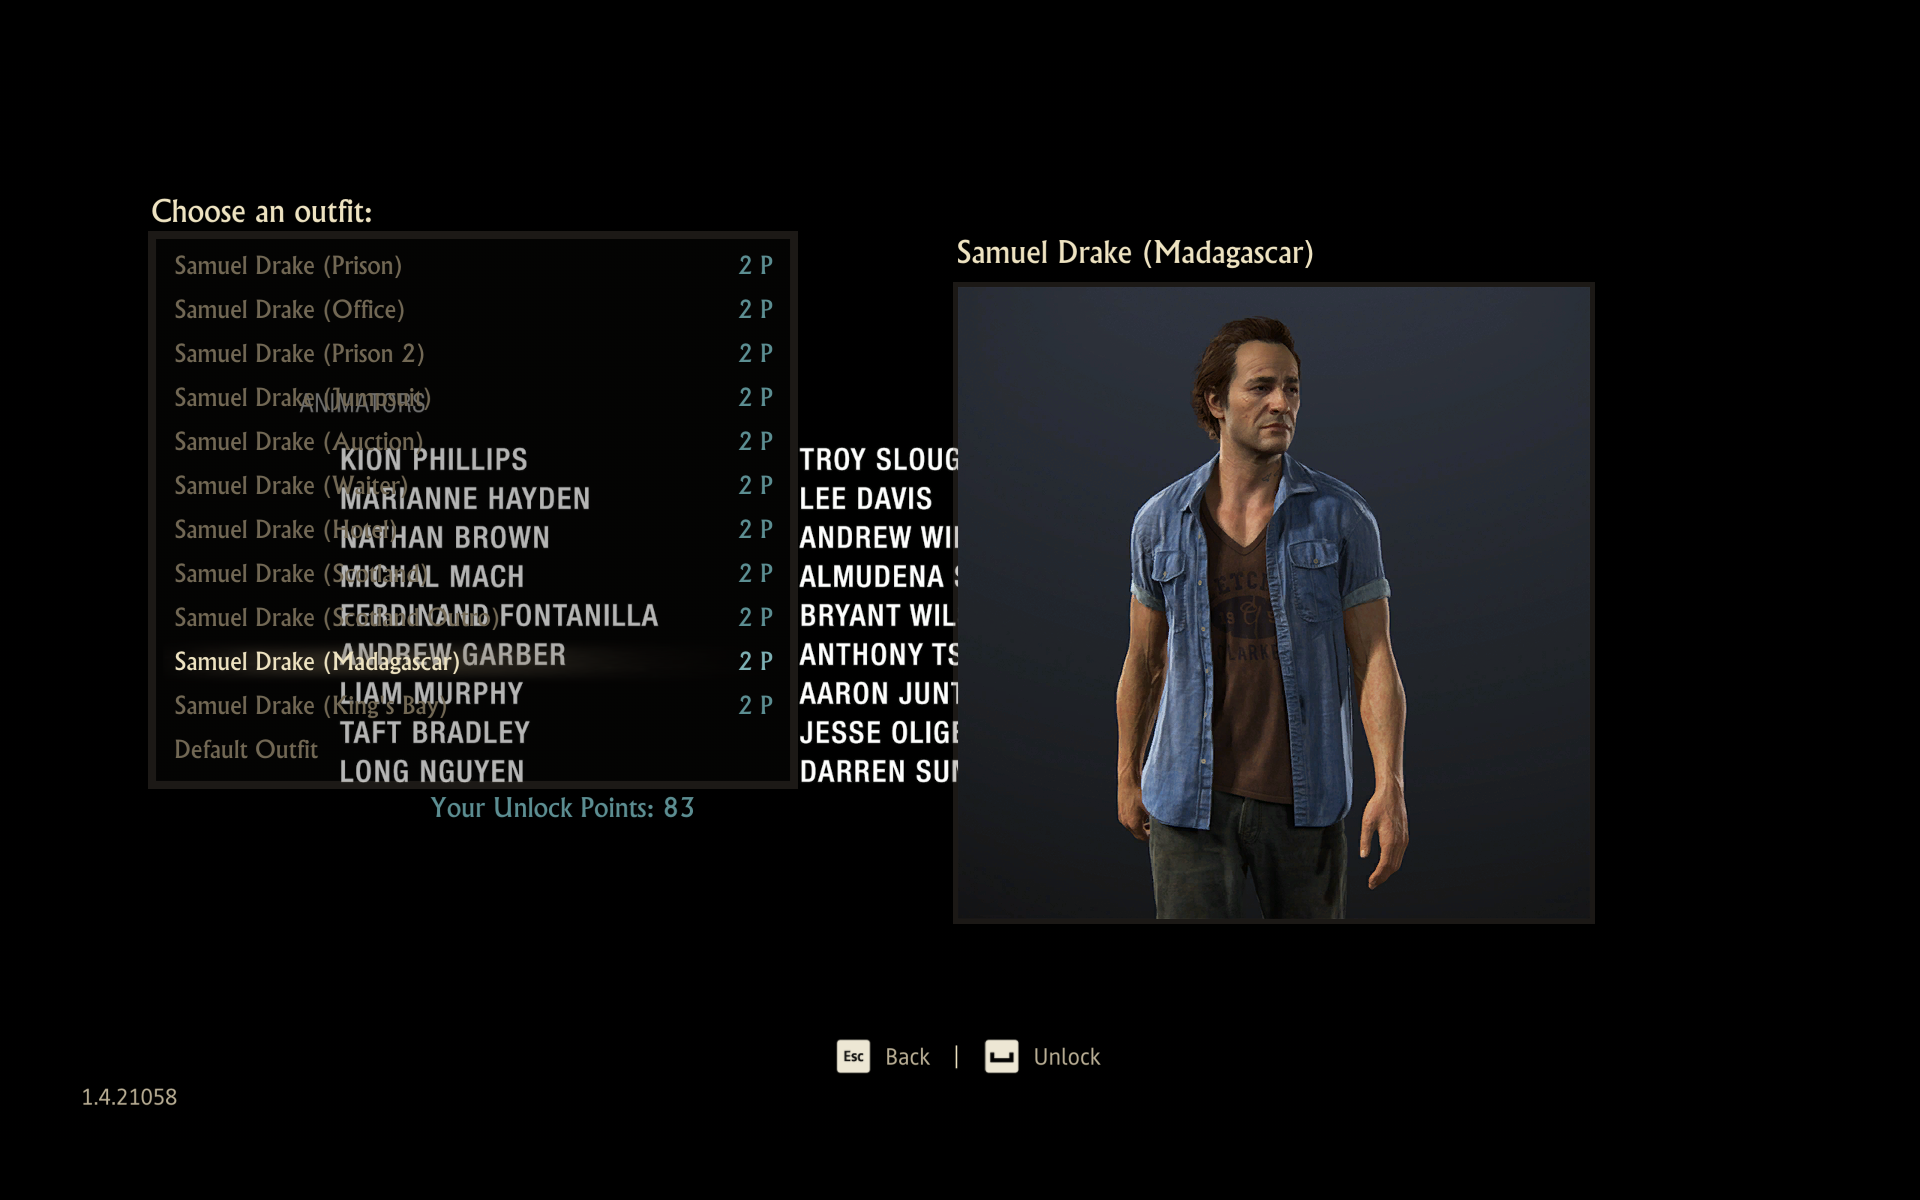 Choose an outfit:
Samuel Drake (Prison) 2 P
Samuel Drake (Office) 2 P
Samuel Drake (Prison 2) 2 P
Samuel Drake (Jumpsuit) 2 P
Samuel Drake (Auction) 2 P
Samuel Drake (Waiter) 2 P
Samuel Drake (Hotel) 2 P
Samuel Drake (Scotland) 2 P
Samuel Drake (Scotland Outro) 2 P
Samuel Drake (Madagascar) 2 P
Samuel Drake (King's Bay) 2 P
Default Outfit
Your Unlock Points: 83
ANIMATORS
KION PHILLIPS TROY SLOUG
MARIANNE HAYDEN LEE DAVIS
NATHAN BROWN ANDREW
MICHAL MACH ALMUDENA
FERDINAND FONTANILLA BRYANT WIL
ANDREW GARBER ANTHONY TS
LIAM MURPHY AARON JUNT
TAFT BRADLEY JESSE OLIGE
LONG NGUYEN DARREN
Samuel Drake (Madagascar)
Esc Back | Unlock
1.4.21058